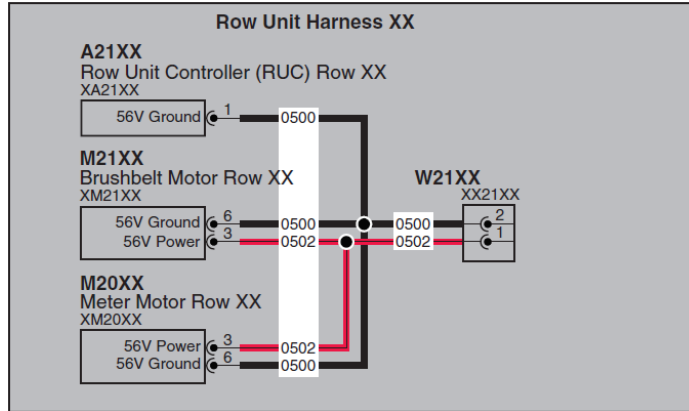 Row Unit Harness XX
A21XX
Row Unit Controller (RUC) Row XX
XA21XX
56V Ground 1 0500
M21XX
Brushbelt Motor Row XX
XM21XX
W21XX
XX21XX
56V Ground 6 0500 0500 2
56V Power 3 0502 0502 1
M20XX
Meter Motor Row XX
XM20XX
56V Power 3 0502
56V Ground 6 0500